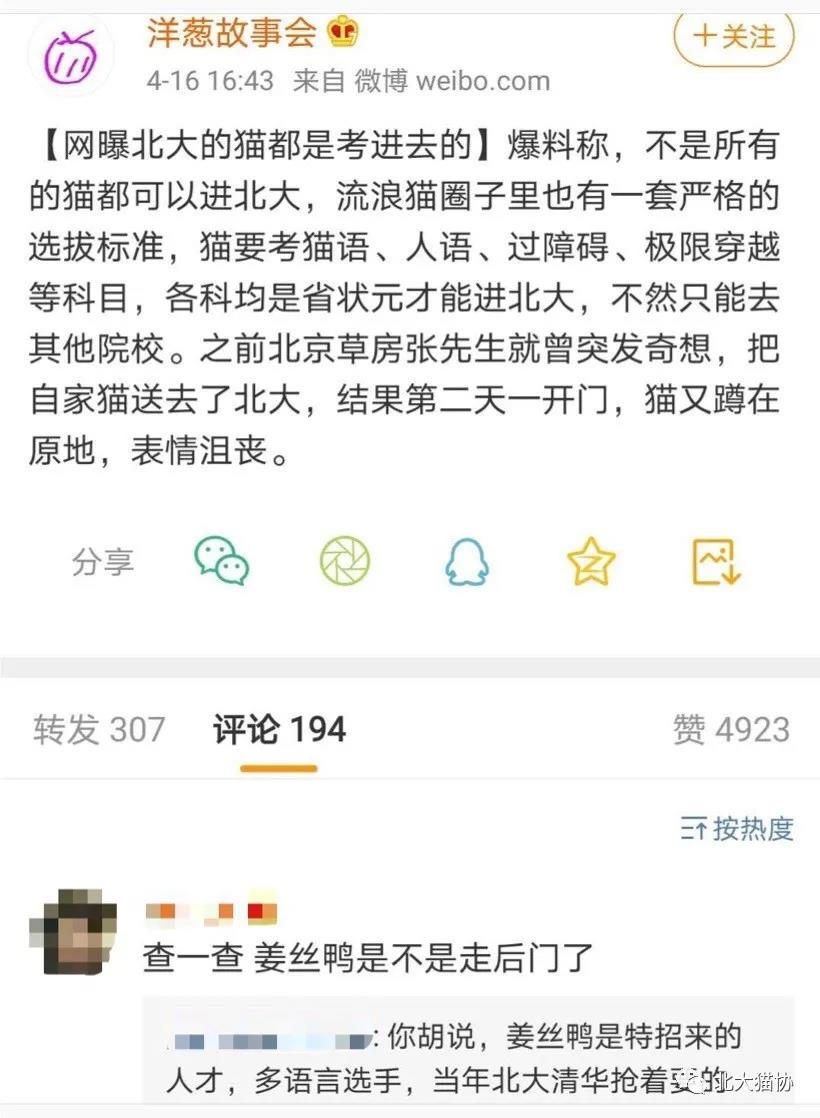 洋葱故事会
+关注
4-16 16:43 来自 微博 weibo.com
【网曝北大的猫都是考进去的】爆料称，不是所有
的猫都可以进北大，流浪猫圈子里也有一套严格的
选拔标准，猫要考猫语、人语、过障碍、极限穿越
等科目，各科均是省状元才能进北大，不然只能去
其他院校。之前北京草房张先生就曾突发奇想，把
自家猫送去了北大，结果第二天一开门，猫又蹲在
原地，表情沮丧。
分享
转发 307 评论 194 赞 4923
按热度
查一查 姜丝鸭是不是走后门了
: 你胡说，姜丝鸭是特招来的
人才，多语言选手，当年北大清华抢着要的
北大猫协